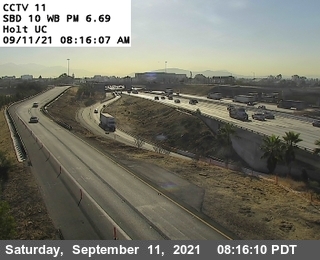 CCTV 11
SBD 10 WB PM 6.69
Holt UC
09/11/21 08:16:07 AM
Saturday, September 11, 2021 08:16:10 PDT